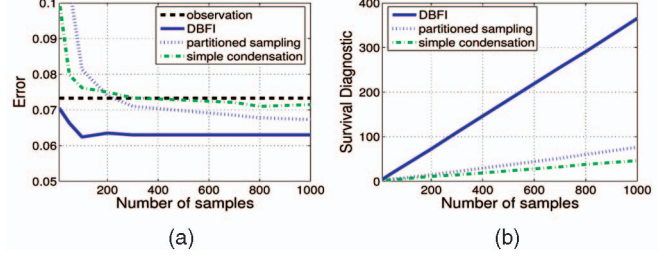 0.1
0.09
0.08
0.07
0.06
0.05
Error
observation
DBFI
partitioned sampling
simple condensation
200 400 600 800 1000
Number of samples
(a)
400
300
200
100
0
Survival Diagnostic
DBFI
partitioned sampling
simple condensation
200 400 600 800 1000
Number of samples
(b)